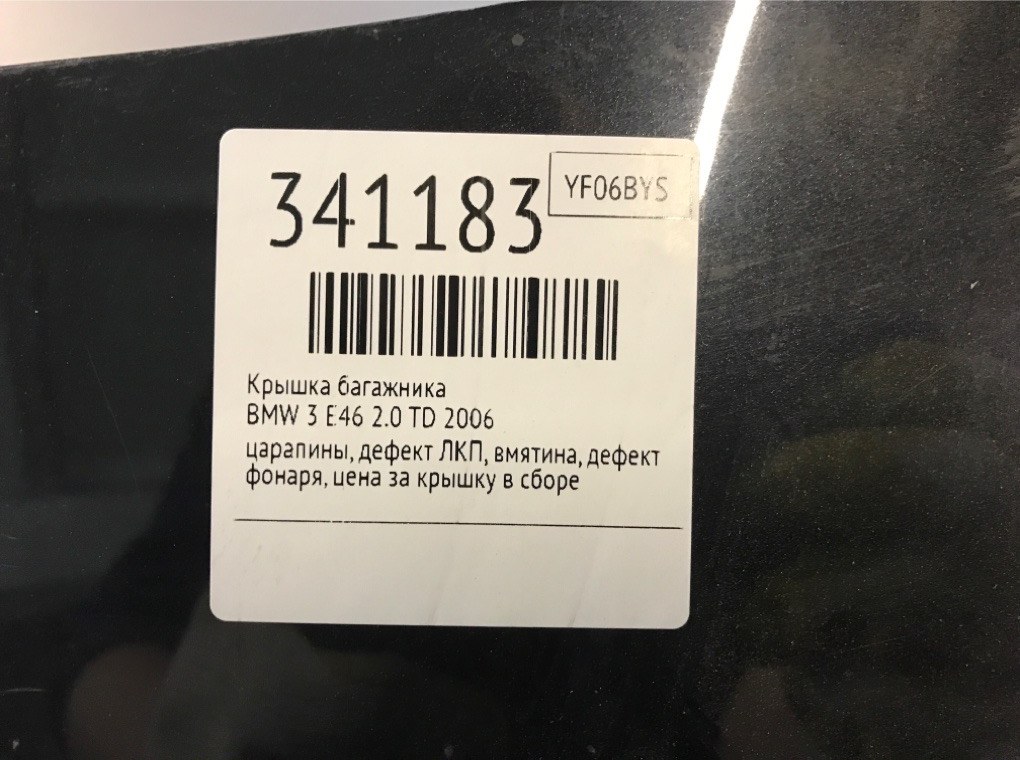 341183
YF06BYS
Крышка багажника
BMW 3 E46 2.0 TD 2006
царапины, дефект ЛКП, вмятина, дефект
фонаря, цена за крышку в сборе